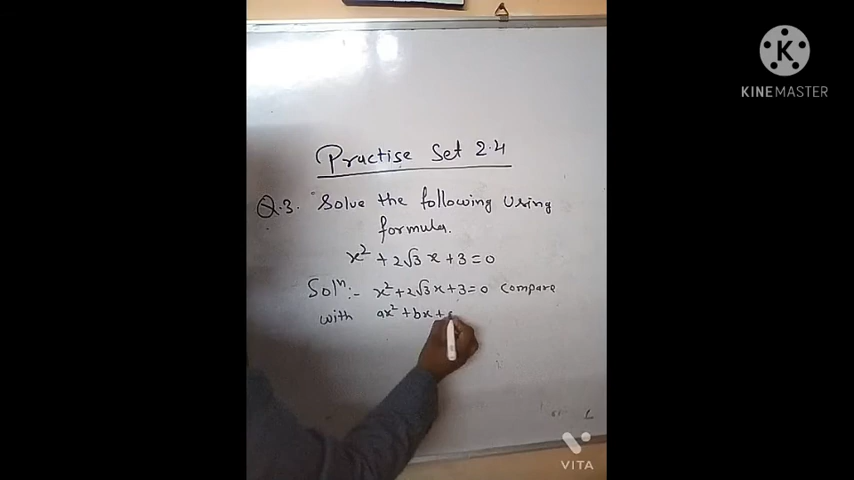 Practise Set 2.4
Q.3. Solve the following Using
formula.
x² + 2√3 x + 3 = 0
Solⁿ:- x² + 2√3 x + 3 = 0 compare
with ax² + bx +
K
KINEMASTER
VITA